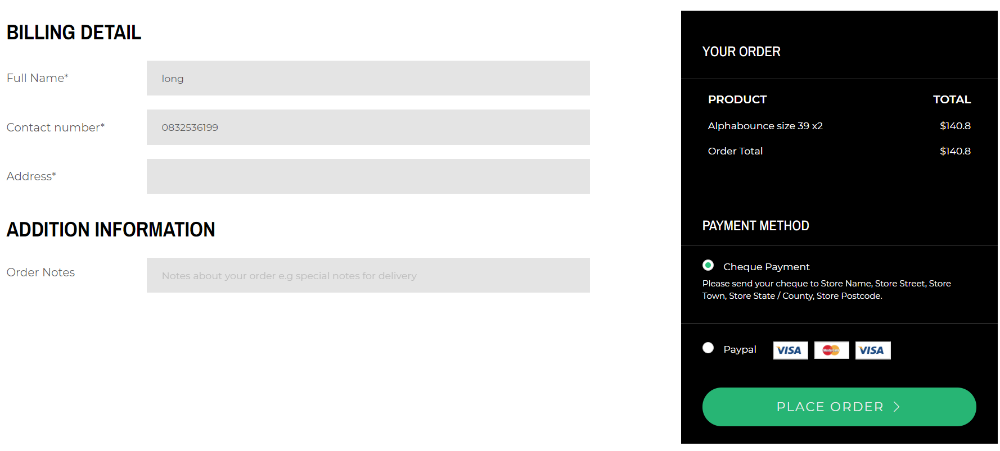 BILLING DETAIL
Full Name*
long
Contact number*
0832536199
Address*
ADDITION INFORMATION
Order Notes
Notes about your order e.g special notes for delivery
YOUR ORDER
PRODUCT TOTAL
Alphabounce size 39 x2 $140.8
Order Total $140.8
PAYMENT METHOD
Cheque Payment
Please send your cheque to Store Name, Store Street, Store
Town, Store State / County, Store Postcode.
Paypal VISA MasterCard VISA
PLACE ORDER